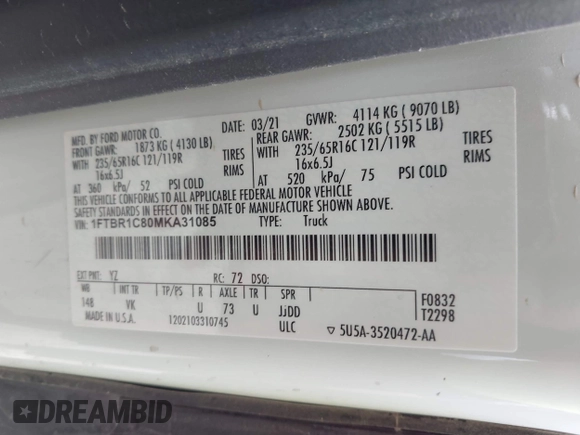 MFD. BY FORD MOTOR CO.
03/21 GVWR: 4114 KG ( 9070 LB)
FRONT GAWR: 1873 KG ( 4130 LB)
REAR GAWR: 2502 KG ( 5515 LB)
WITH 235/65R16C 121/119R TIRES
WITH 235/65R16C 121/119R TIRES
16x6.5J RIMS
16x6.5J RIMS
AT 360 kPa/ 52 PSI COLD
AT 520 kPa/ 75 PSI COLD
THIS VEHICLE CONFORMS TO ALL APPLICABLE FEDERAL MOTOR VEHICLE
SAFETY STANDARDS IN EFFECT ON THE DATE OF MANUFACTURE SHOWN ABOVE.
VIN: 1FTBR1C80MKA31085 TYPE: Truck
EXT PNT: YZ RC: 72 DSO:
WB INT TR TP/PS R AXLE TR SPR
148 VK U 73 U JJDD
F0832
T2298
MADE IN U.S.A. 1202103310745 ULC ▽ 5U5A-3520472-AA
DREAMBID